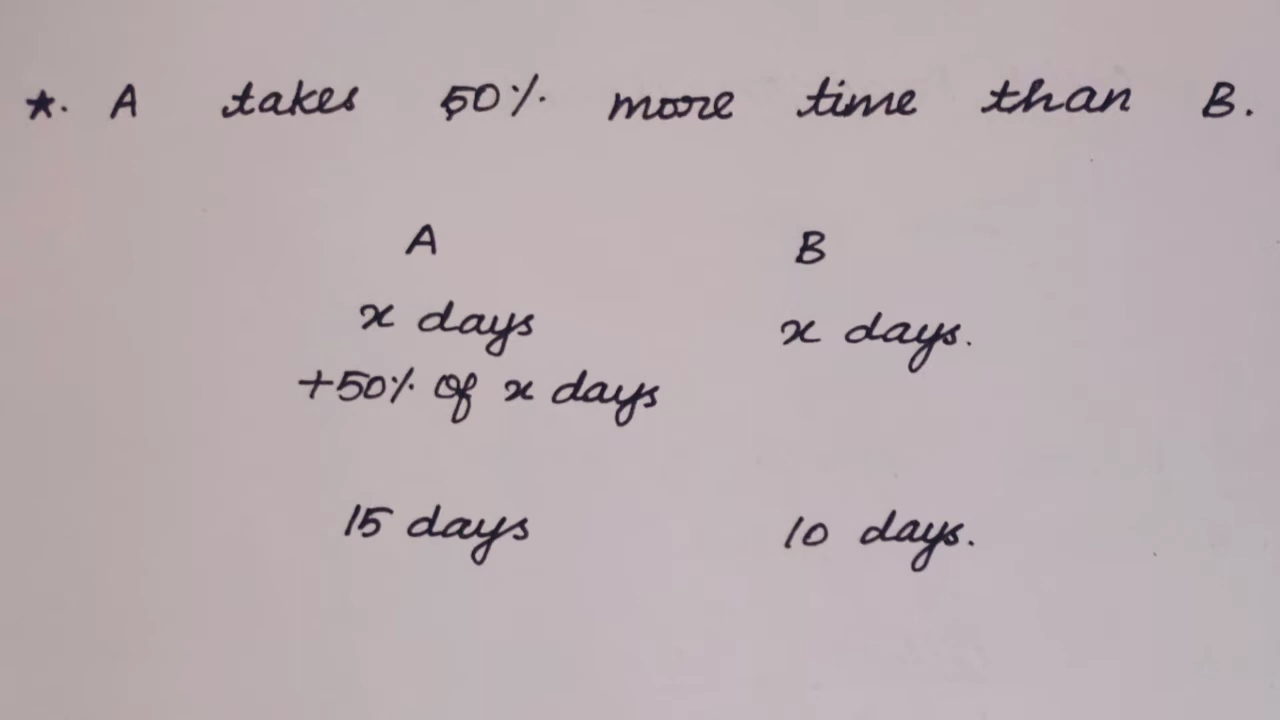 ★. A takes 50% more time than B.
A B
x days x days.
+50% of x days
15 days 10 days.